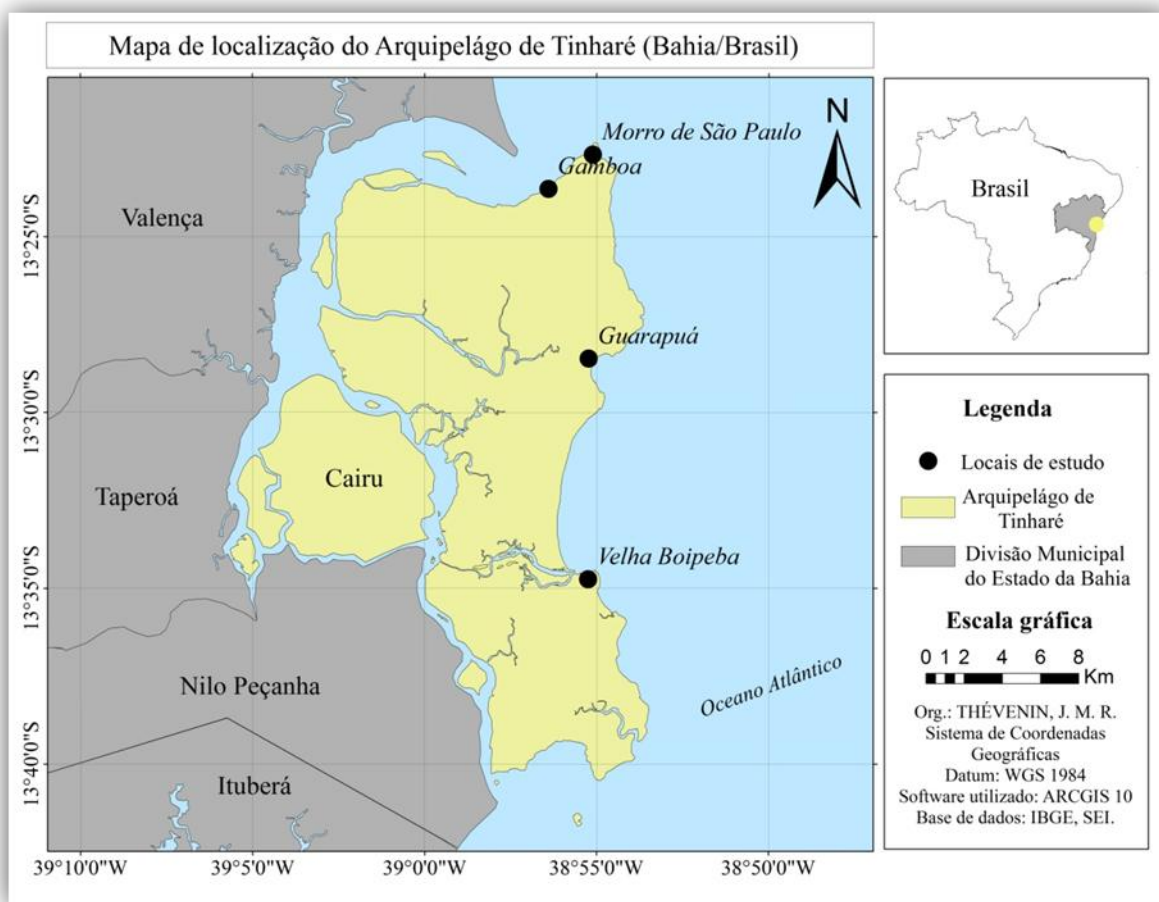 Mapa de localização do Arquipelágo de Tinharé (Bahia/Brasil)
N
Morro de São Paulo
Gamboa
Valença
Guarapuá
Cairu
Taperoá
Velha Boipeba
Nilo Peçanha
Oceano Atlântico
Ituberá
13°25'0"S
13°30'0"S
13°35'0"S
13°40'0"S
39°10'0"W
39°5'0"W
39°0'0"W
38°55'0"W
38°50'0"W
Brasil
Legenda
Locais de estudo
Arquipelágo de
Tinharé
Divisão Municipal
do Estado da Bahia
Escala gráfica
0 1 2 4 6 8
Km
Org.: THÉVENIN, J. M. R.
Sistema de Coordenadas
Geográficas
Datum: WGS 1984
Software utilizado: ARCGIS 10
Base de dados: IBGE, SEI.